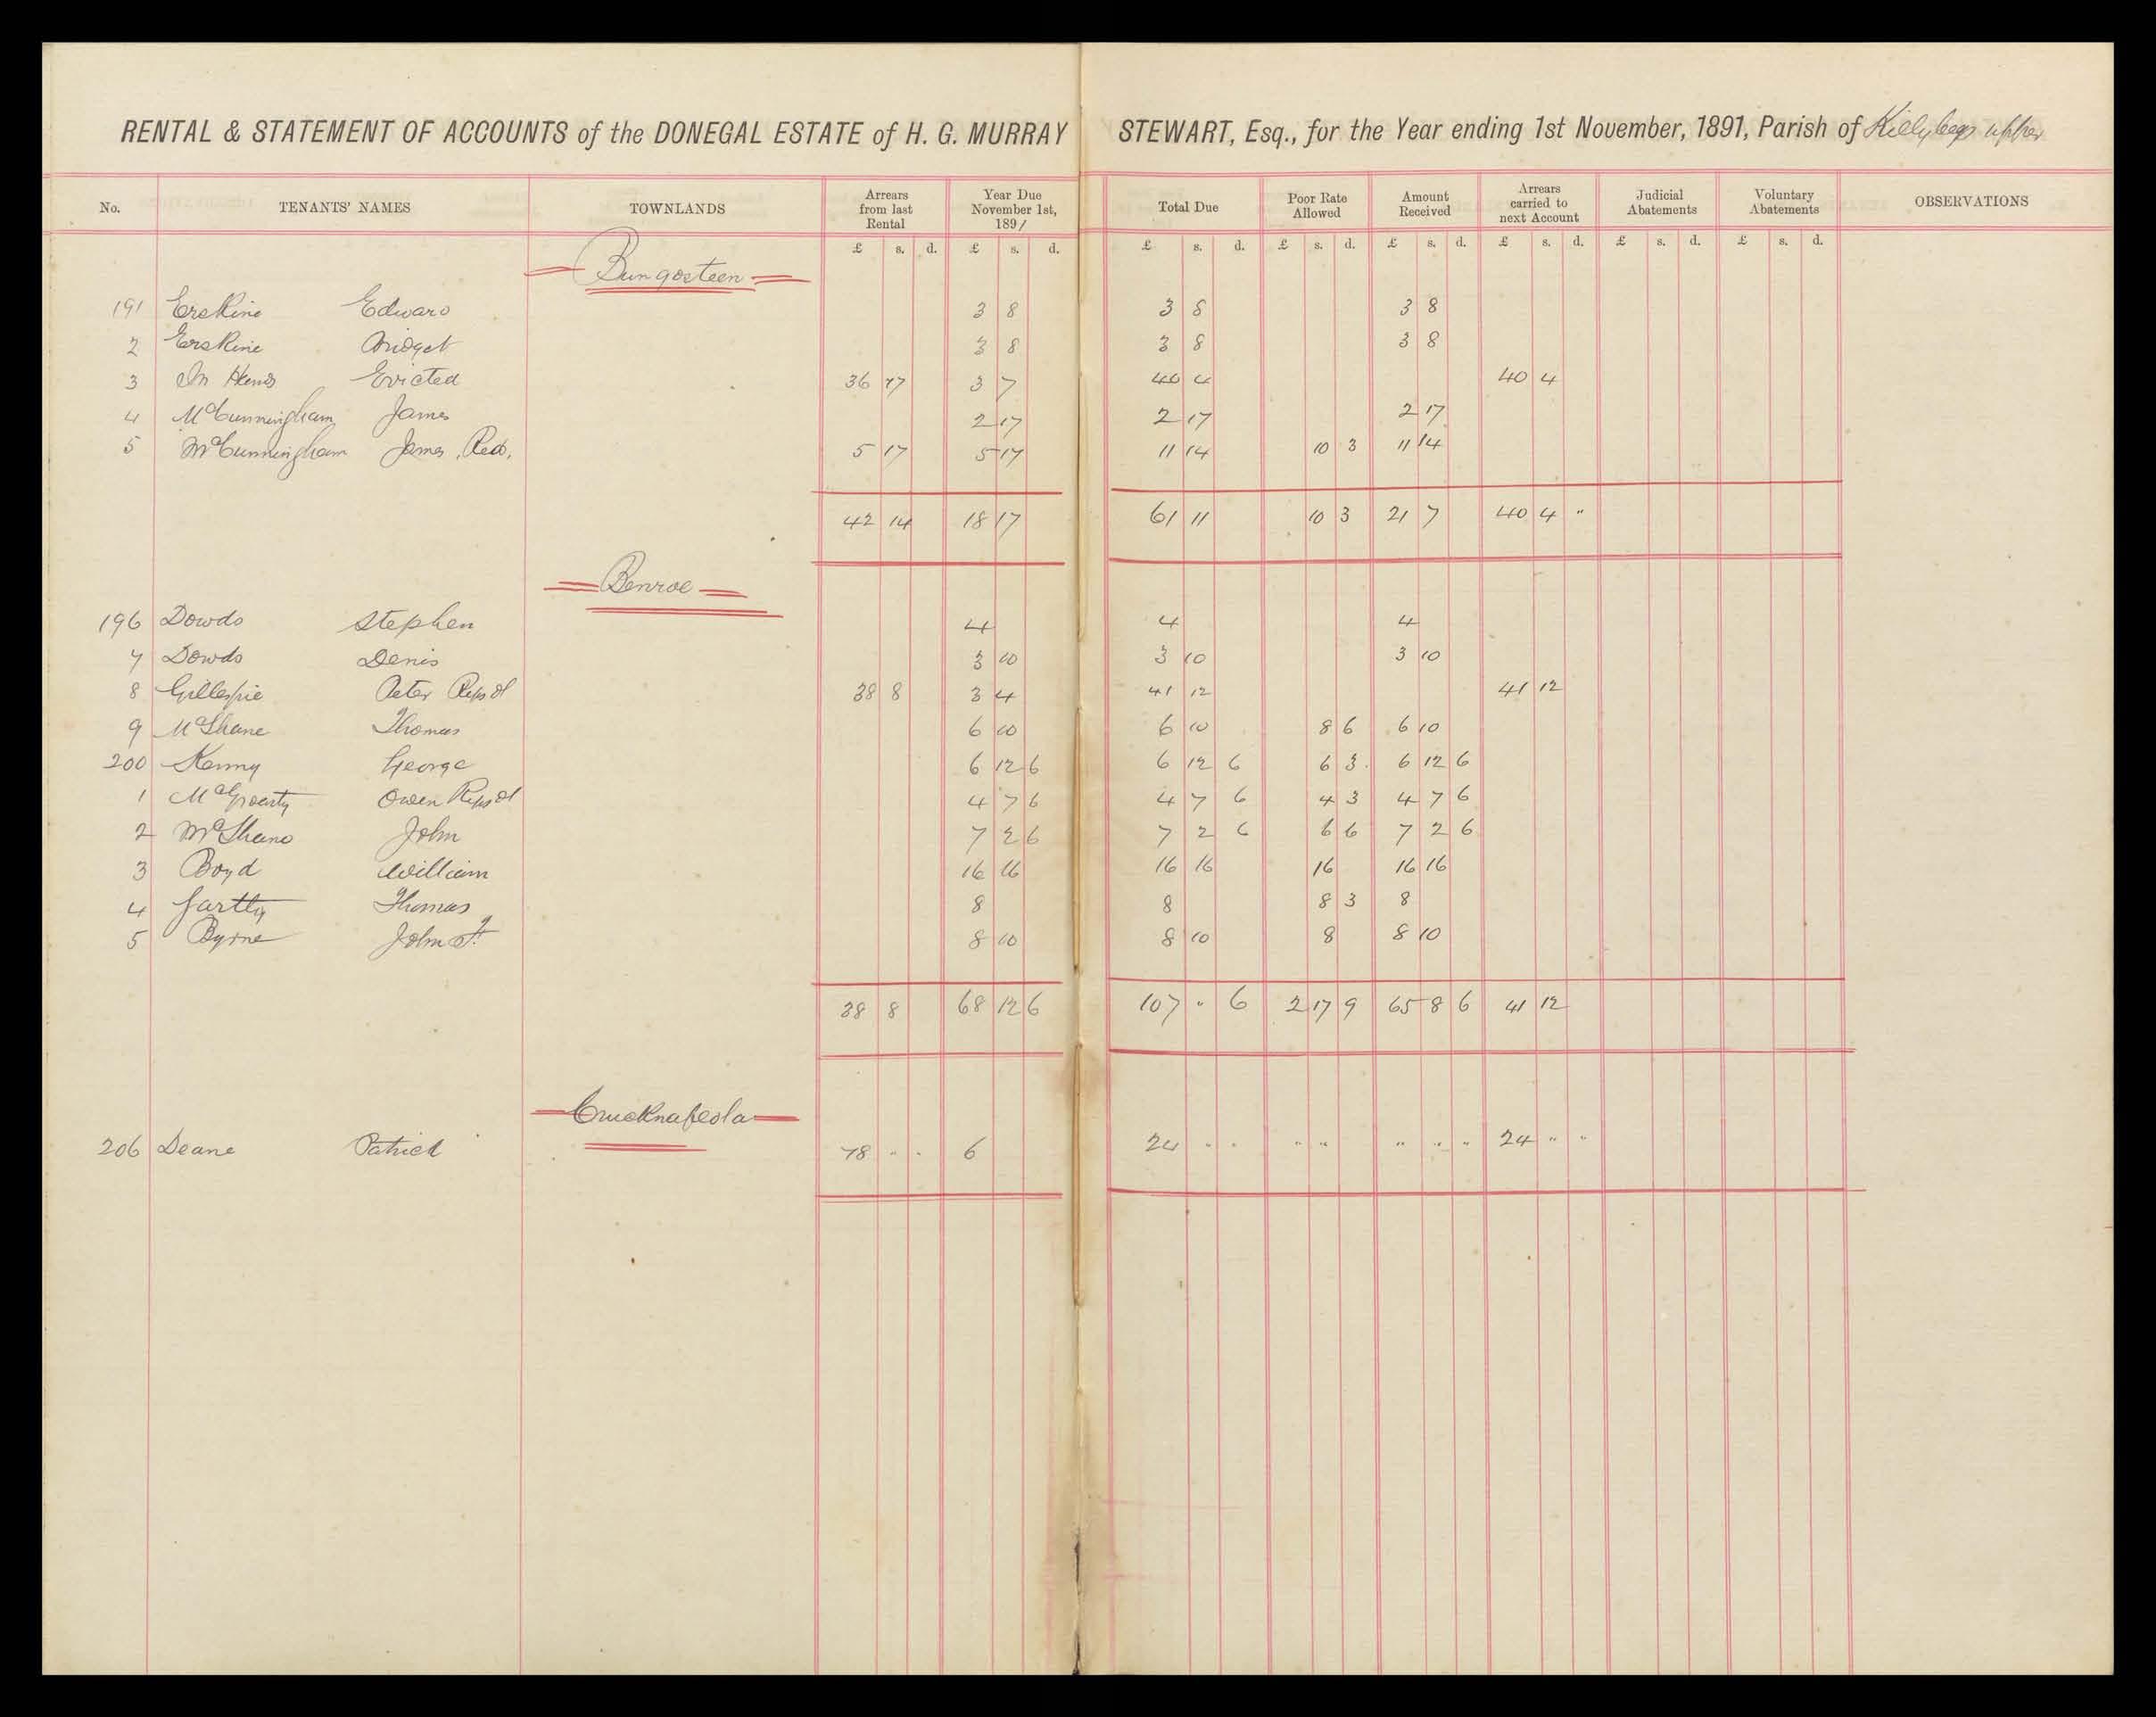 RENTAL & STATEMENT OF ACCOUNTS of the DONEGAL ESTATE of H. G. MURRAY STEWART, Esq., for the Year ending 1st November, 1891, Parish of Killybegs upper
No. TENANTS' NAMES TOWNLANDS Arrears from last Rental Year Due November 1st, 1891 Total Due Poor Rate Allowed Amount Received Arrears carried to next Account Judicial Abatements Voluntary Abatements OBSERVATIONS
£ s. d. £ s. d. £ s. d. £ s. d. £ s. d. £ s. d. £ s. d. £ s. d.
Bungosteen
191 Erskine Edward 3 8 3 8 3 8
2 Erskine Bridget 3 8 3 8 3 8
3 In Hands Evicted 36 17 3 7 40 4 40 4
4 McCunningham James 2 17 2 17 2 17
5 McCunningham James, Red. 5 17 5 17 11 14 10 3 11 14
42 14 18 17 61 11 10 3 21 7 40 4 "
Benroe
196 Dowds Stephen 4 4 4
7 Dowds Denis 3 10 3 10 3 10
8 Gillespie Peter Reps of 38 8 3 4 41 12 41 12
9 McShane Thomas 6 10 6 10 8 6 6 10
200 Kenny George 6 12 6 6 12 6 6 3 6 12 6
1 McGroarty Owen Reps of 4 7 6 4 7 6 4 3 4 7 6
2 McShane John 7 2 6 7 2 6 6 6 7 2 6
3 Boyd William 16 16 16 16 16 16 16
4 Thomas 8 8 8 3 8
5 Byrne John 8 10 8 10 8 8 10
38 8 68 12 6 107 " 6 2 17 9 65 8 6 41 12
Crucknafeola
206 Deane Patrick 18 " " 6 24 " " " " " " " 24 " "